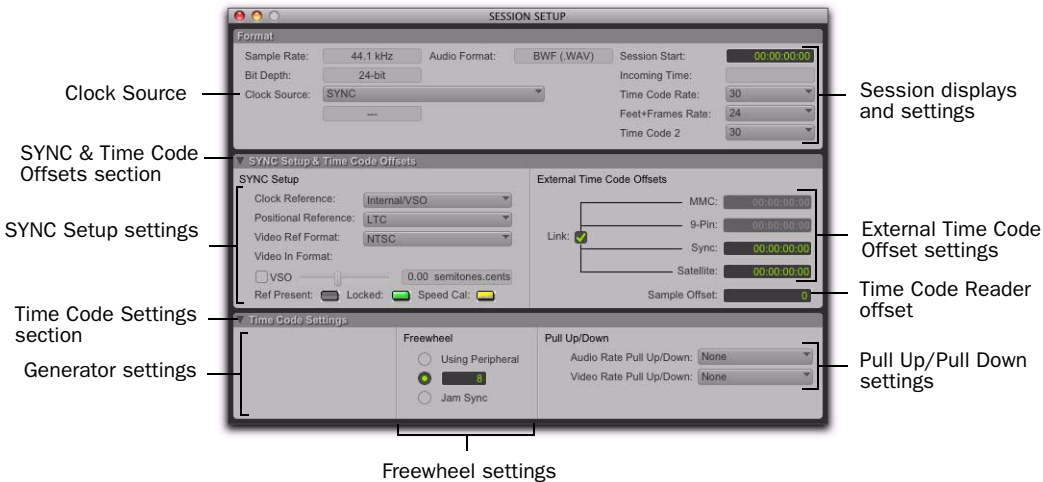 SESSION SETUP
Format
Sample Rate: 44.1 kHz Audio Format: BWF (.WAV) Session Start: 00:00:00:00
Bit Depth: 24-bit Incoming Time:
Clock Source: SYNC Time Code Rate: 30
--- Feet+Frames Rate: 24
Time Code 2 30
Clock Source
Session displays
and settings
SYNC & Time Code
Offsets section
SYNC Setup & Time Code Offsets
SYNC Setup External Time Code Offsets
Clock Reference: Internal/VSO MMC: 00:00:00:00
Positional Reference: LTC 9-Pin: 00:00:00:00
Video Ref Format: NTSC Link: Sync: 00:00:00:00
Video In Format:
VSO 0.00 semitones.cents Satellite: 00:00:00:00
Ref Present: Locked: Speed Cal: Sample Offset: 0
SYNC Setup settings
External Time Code
Offset settings
Time Code Reader
offset
Time Code Settings
section
Time Code Settings
Freewheel Pull Up/Down
Using Peripheral Audio Rate Pull Up/Down: None
8 Video Rate Pull Up/Down: None
Jam Sync
Generator settings
Pull Up/Pull Down
settings
Freewheel settings